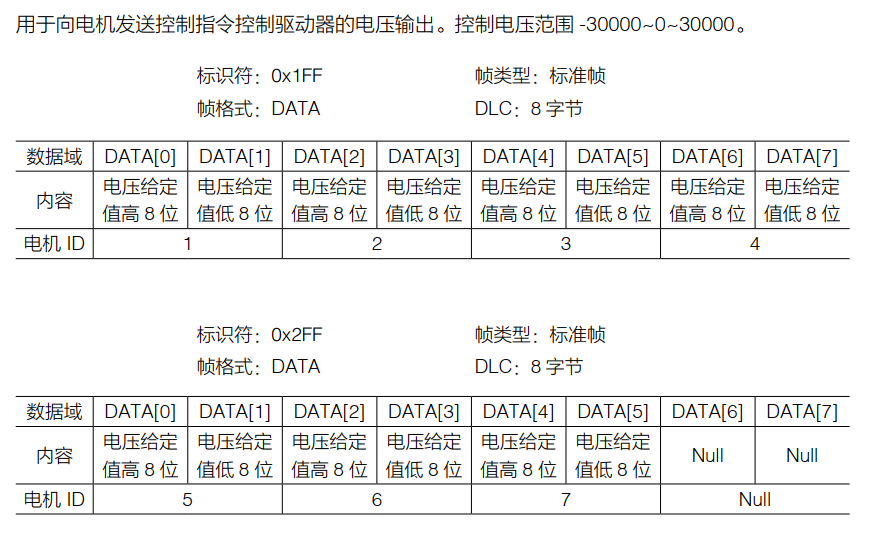 用于向电机发送控制指令控制驱动器的电压输出。控制电压范围 -30000~0~30000。
标识符：0x1FF 帧类型：标准帧
帧格式：DATA DLC：8 字节
数据域 DATA[0] DATA[1] DATA[2] DATA[3] DATA[4] DATA[5] DATA[6] DATA[7]
内容 电压给定值高 8 位 电压给定值低 8 位 电压给定值高 8 位 电压给定值低 8 位 电压给定值高 8 位 电压给定值低 8 位 电压给定值高 8 位 电压给定值低 8 位
电机 ID 1 2 3 4
标识符：0x2FF 帧类型：标准帧
帧格式：DATA DLC：8 字节
数据域 DATA[0] DATA[1] DATA[2] DATA[3] DATA[4] DATA[5] DATA[6] DATA[7]
内容 电压给定值高 8 位 电压给定值低 8 位 电压给定值高 8 位 电压给定值低 8 位 电压给定值高 8 位 电压给定值低 8 位 Null Null
电机 ID 5 6 7 Null